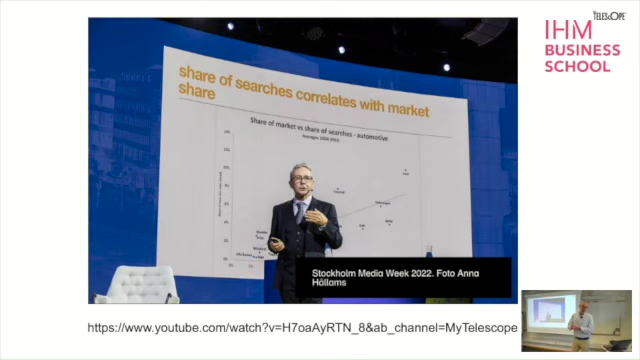 TELESCOPE
IHM
BUSINESS
SCHOOL
share of searches correlates with market
share
Share of market vs share of searches - automotive
Stockholm Media Week 2022. Foto Anna
Hållams
https://www.youtube.com/watch?v=H7oaAyRTN_8&ab_channel=MyTelescope